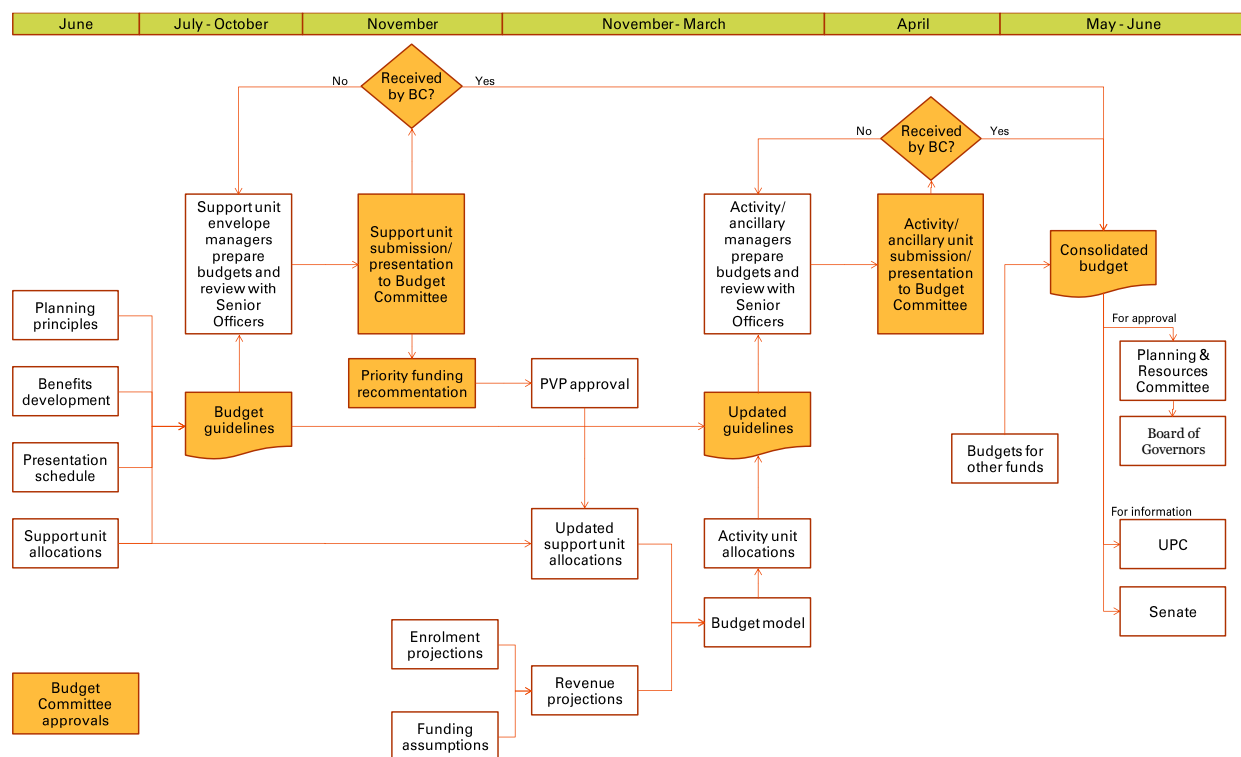 June
July - October
November
November- March
April
May - June
No
Received
by BC?
Yes
No
Received
by BC?
Yes
Support unit
envelope
managers
prepare
budgets and
review with
Senior
Officers
Support unit
submission/
presentation
to Budget
Committee
Activity/
ancillary
managers
prepare
budgets and
review with
Senior
Officers
Activity/
ancillary unit
submission/
presentation
to Budget
Committee
Consolidated
budget
Planning
principles
Benefits
development
Presentation
schedule
Support unit
allocations
Budget
guidelines
Priority funding
recommentation
PVP approval
Updated
guidelines
Budgets for
other funds
For approval
Planning &
Resources
Committee
Board of
Governors
For information
UPC
Senate
Updated
support unit
allocations
Activity unit
allocations
Budget model
Enrolment
projections
Revenue
projections
Funding
assumptions
Budget
Committee
approvals